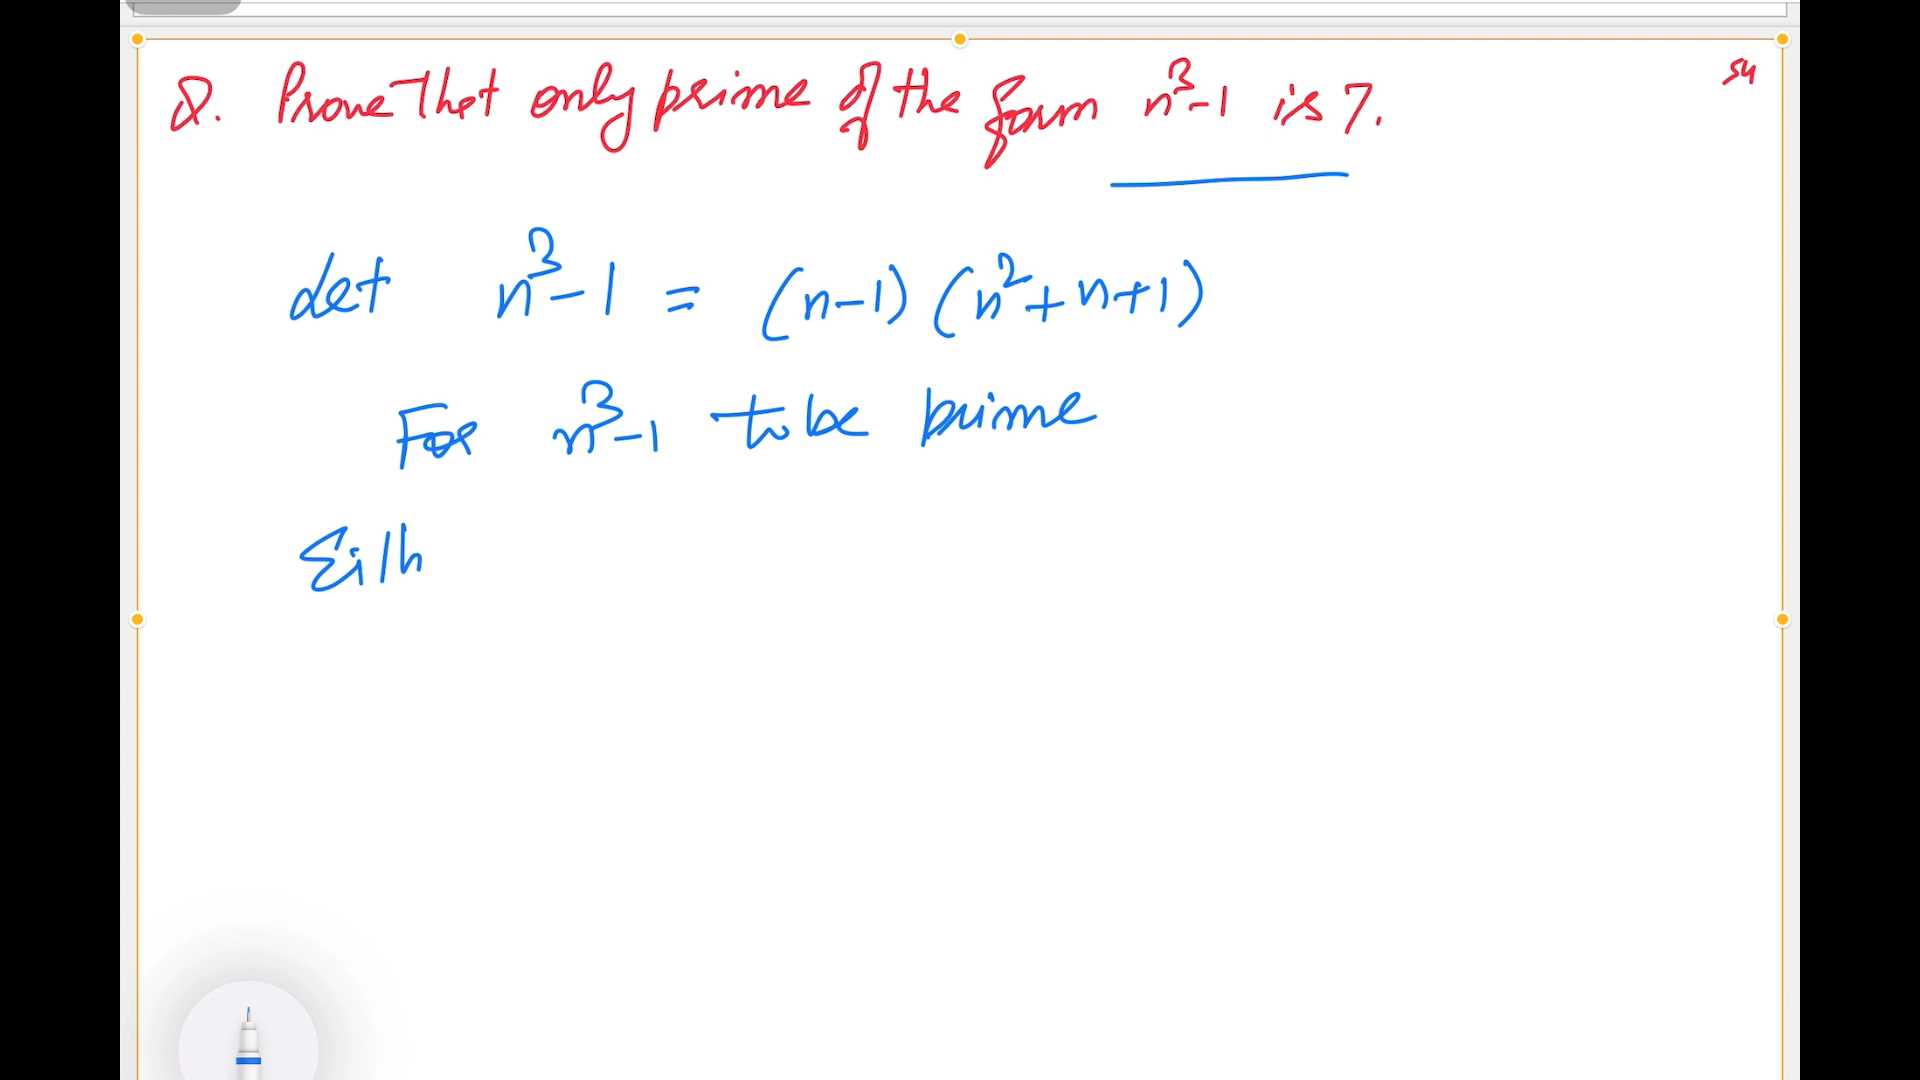 Q. Prove That only prime of the form n³-1 is 7.
54
Let n³-1 = (n-1) (n²+n+1)
For n³-1 to be prime
Eith